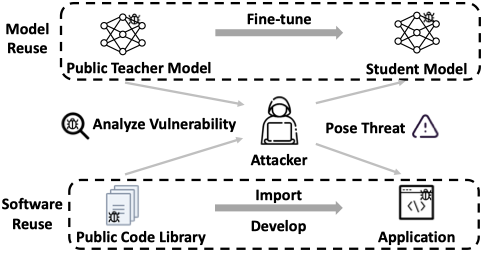 Model
Reuse
Fine-tune
Public Teacher Model
Student Model
Analyze Vulnerability
Pose Threat
Attacker
Software
Reuse
Import
Develop
Public Code Library
Application